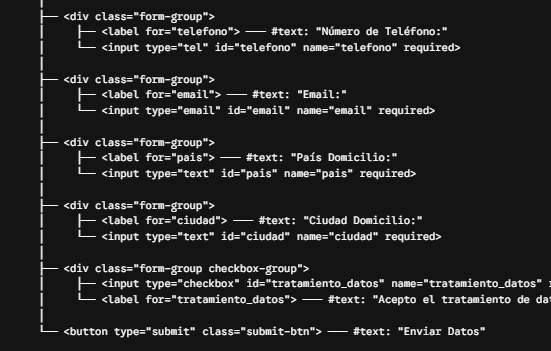 ├── <div class="form-group">
│    ├── <label for="telefono"> ─── #text: "Número de Teléfono:"
│    └── <input type="tel" id="telefono" name="telefono" required>
│
├── <div class="form-group">
│    ├── <label for="email"> ─── #text: "Email:"
│    └── <input type="email" id="email" name="email" required>
│
├── <div class="form-group">
│    ├── <label for="pais"> ─── #text: "País Domicilio:"
│    └── <input type="text" id="pais" name="pais" required>
│
├── <div class="form-group">
│    ├── <label for="ciudad"> ─── #text: "Ciudad Domicilio:"
│    └── <input type="text" id="ciudad" name="ciudad" required>
│
├── <div class="form-group checkbox-group">
│    ├── <input type="checkbox" id="tratamiento_datos" name="tratamiento_datos"
│    └── <label for="tratamiento_datos"> ─── #text: "Acepto el tratamiento de
│
└── <button type="submit" class="submit-btn"> ─── #text: "Enviar Datos"